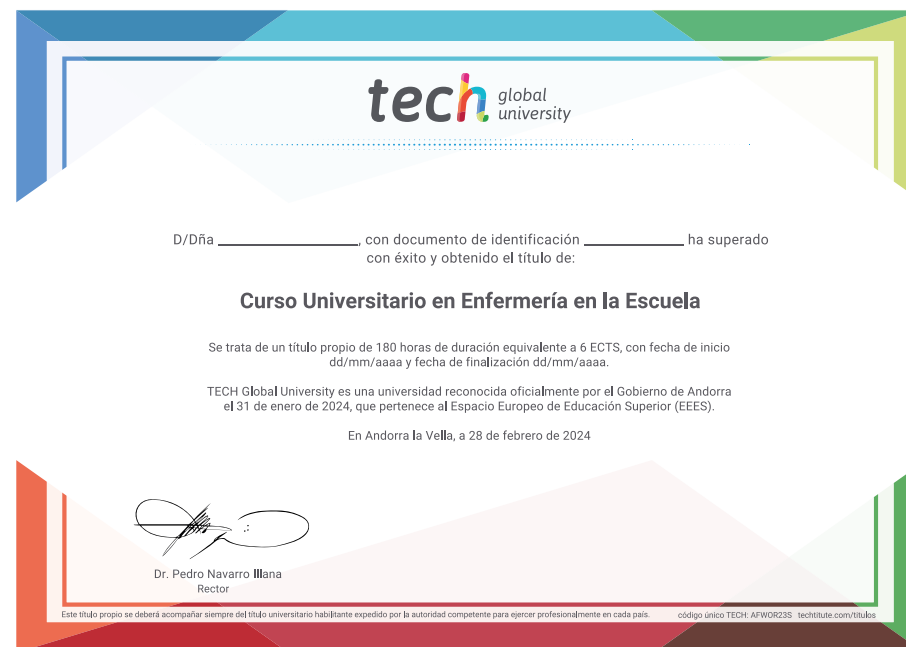 tech global university
D/Dña ______________, con documento de identificación __________ ha superado
con éxito y obtenido el título de:
Curso Universitario en Enfermería en la Escuela
Se trata de un título propio de 180 horas de duración equivalente a 6 ECTS, con fecha de inicio
dd/mm/aaaa y fecha de finalización dd/mm/aaaa.
TECH Global University es una universidad reconocida oficialmente por el Gobierno de Andorra
el 31 de enero de 2024, que pertenece al Espacio Europeo de Educación Superior (EEES).
En Andorra la Vella, a 28 de febrero de 2024
Dr. Pedro Navarro Illana
Rector
Este título propio se deberá acompañar siempre del título universitario habilitante expedido por la autoridad competente para ejercer profesionalmente en cada país. código único TECH: AFWOR23S techtitute.com/titulos